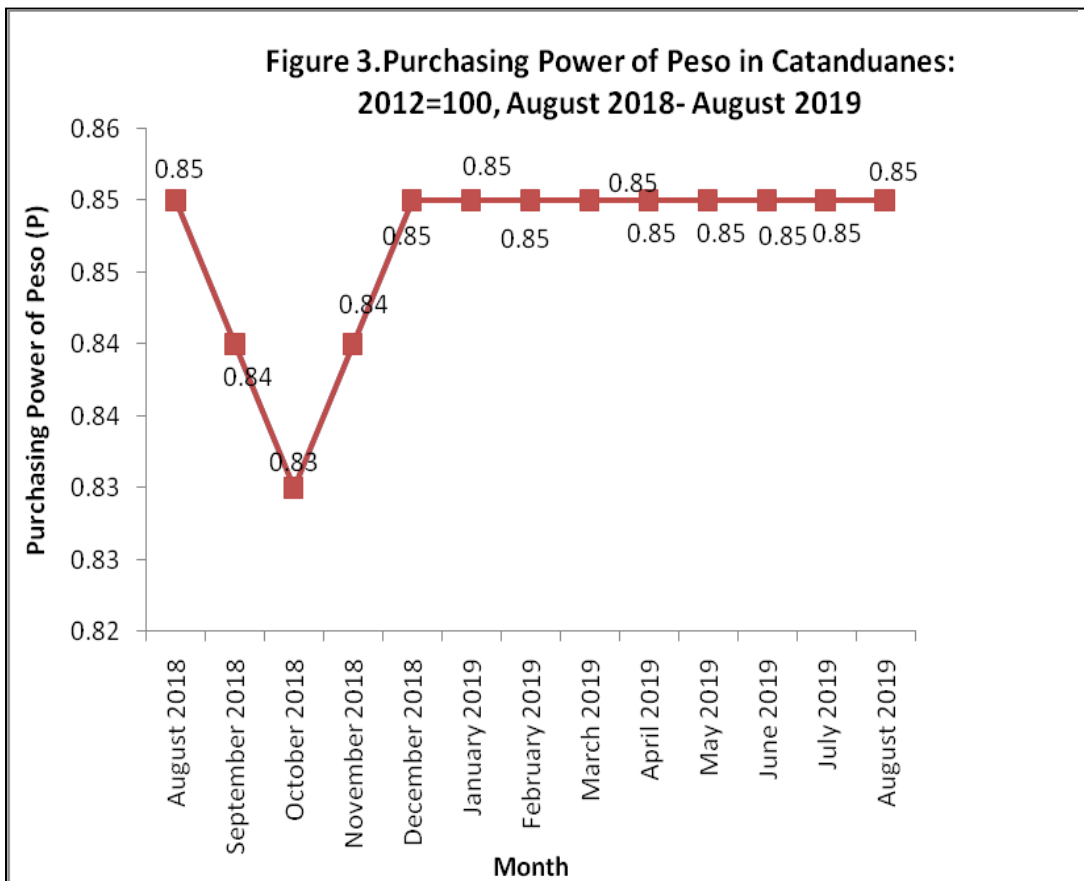 Figure 3.Purchasing Power of Peso in Catanduanes:
2012=100, August 2018- August 2019
Purchasing Power of Peso (P)
0.86
0.85
0.85
0.84
0.84
0.83
0.83
0.82
0.85
0.84
0.83
0.84
0.85
0.85
0.85
0.85
0.85
0.85
0.85
0.85
0.85
August 2018
September 2018
October 2018
November 2018
December 2018
January 2019
February 2019
March 2019
April 2019
May 2019
June 2019
July 2019
August 2019
Month